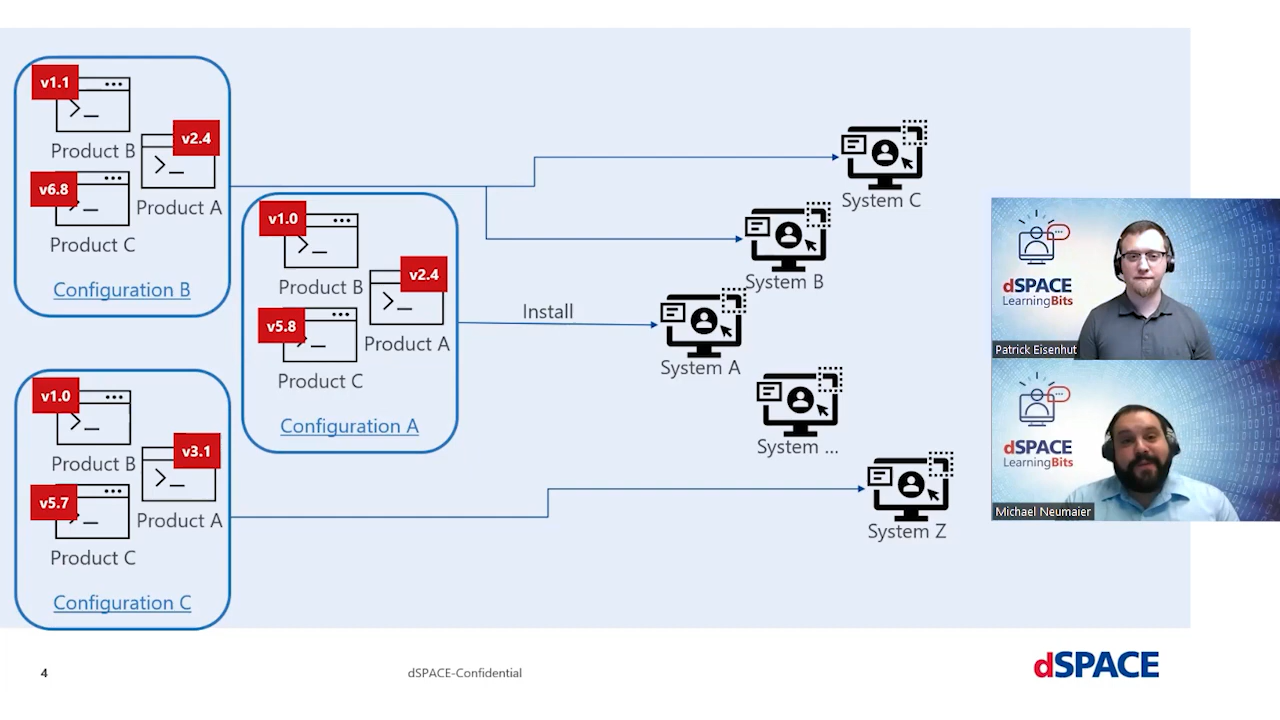 v1.1
Product B
v2.4
Product A
v6.8
Product C
Configuration B
v1.0
Product B
v2.4
Product A
v5.8
Product C
Configuration A
v1.0
Product B
v3.1
Product A
v5.7
Product C
Configuration C
Install
System C
System B
System A
System ...
System Z
dSPACE
LearningBits
Patrick Eisenhut
dSPACE
LearningBits
Michael Neumaier
4
dSPACE-Confidential
dSPACE